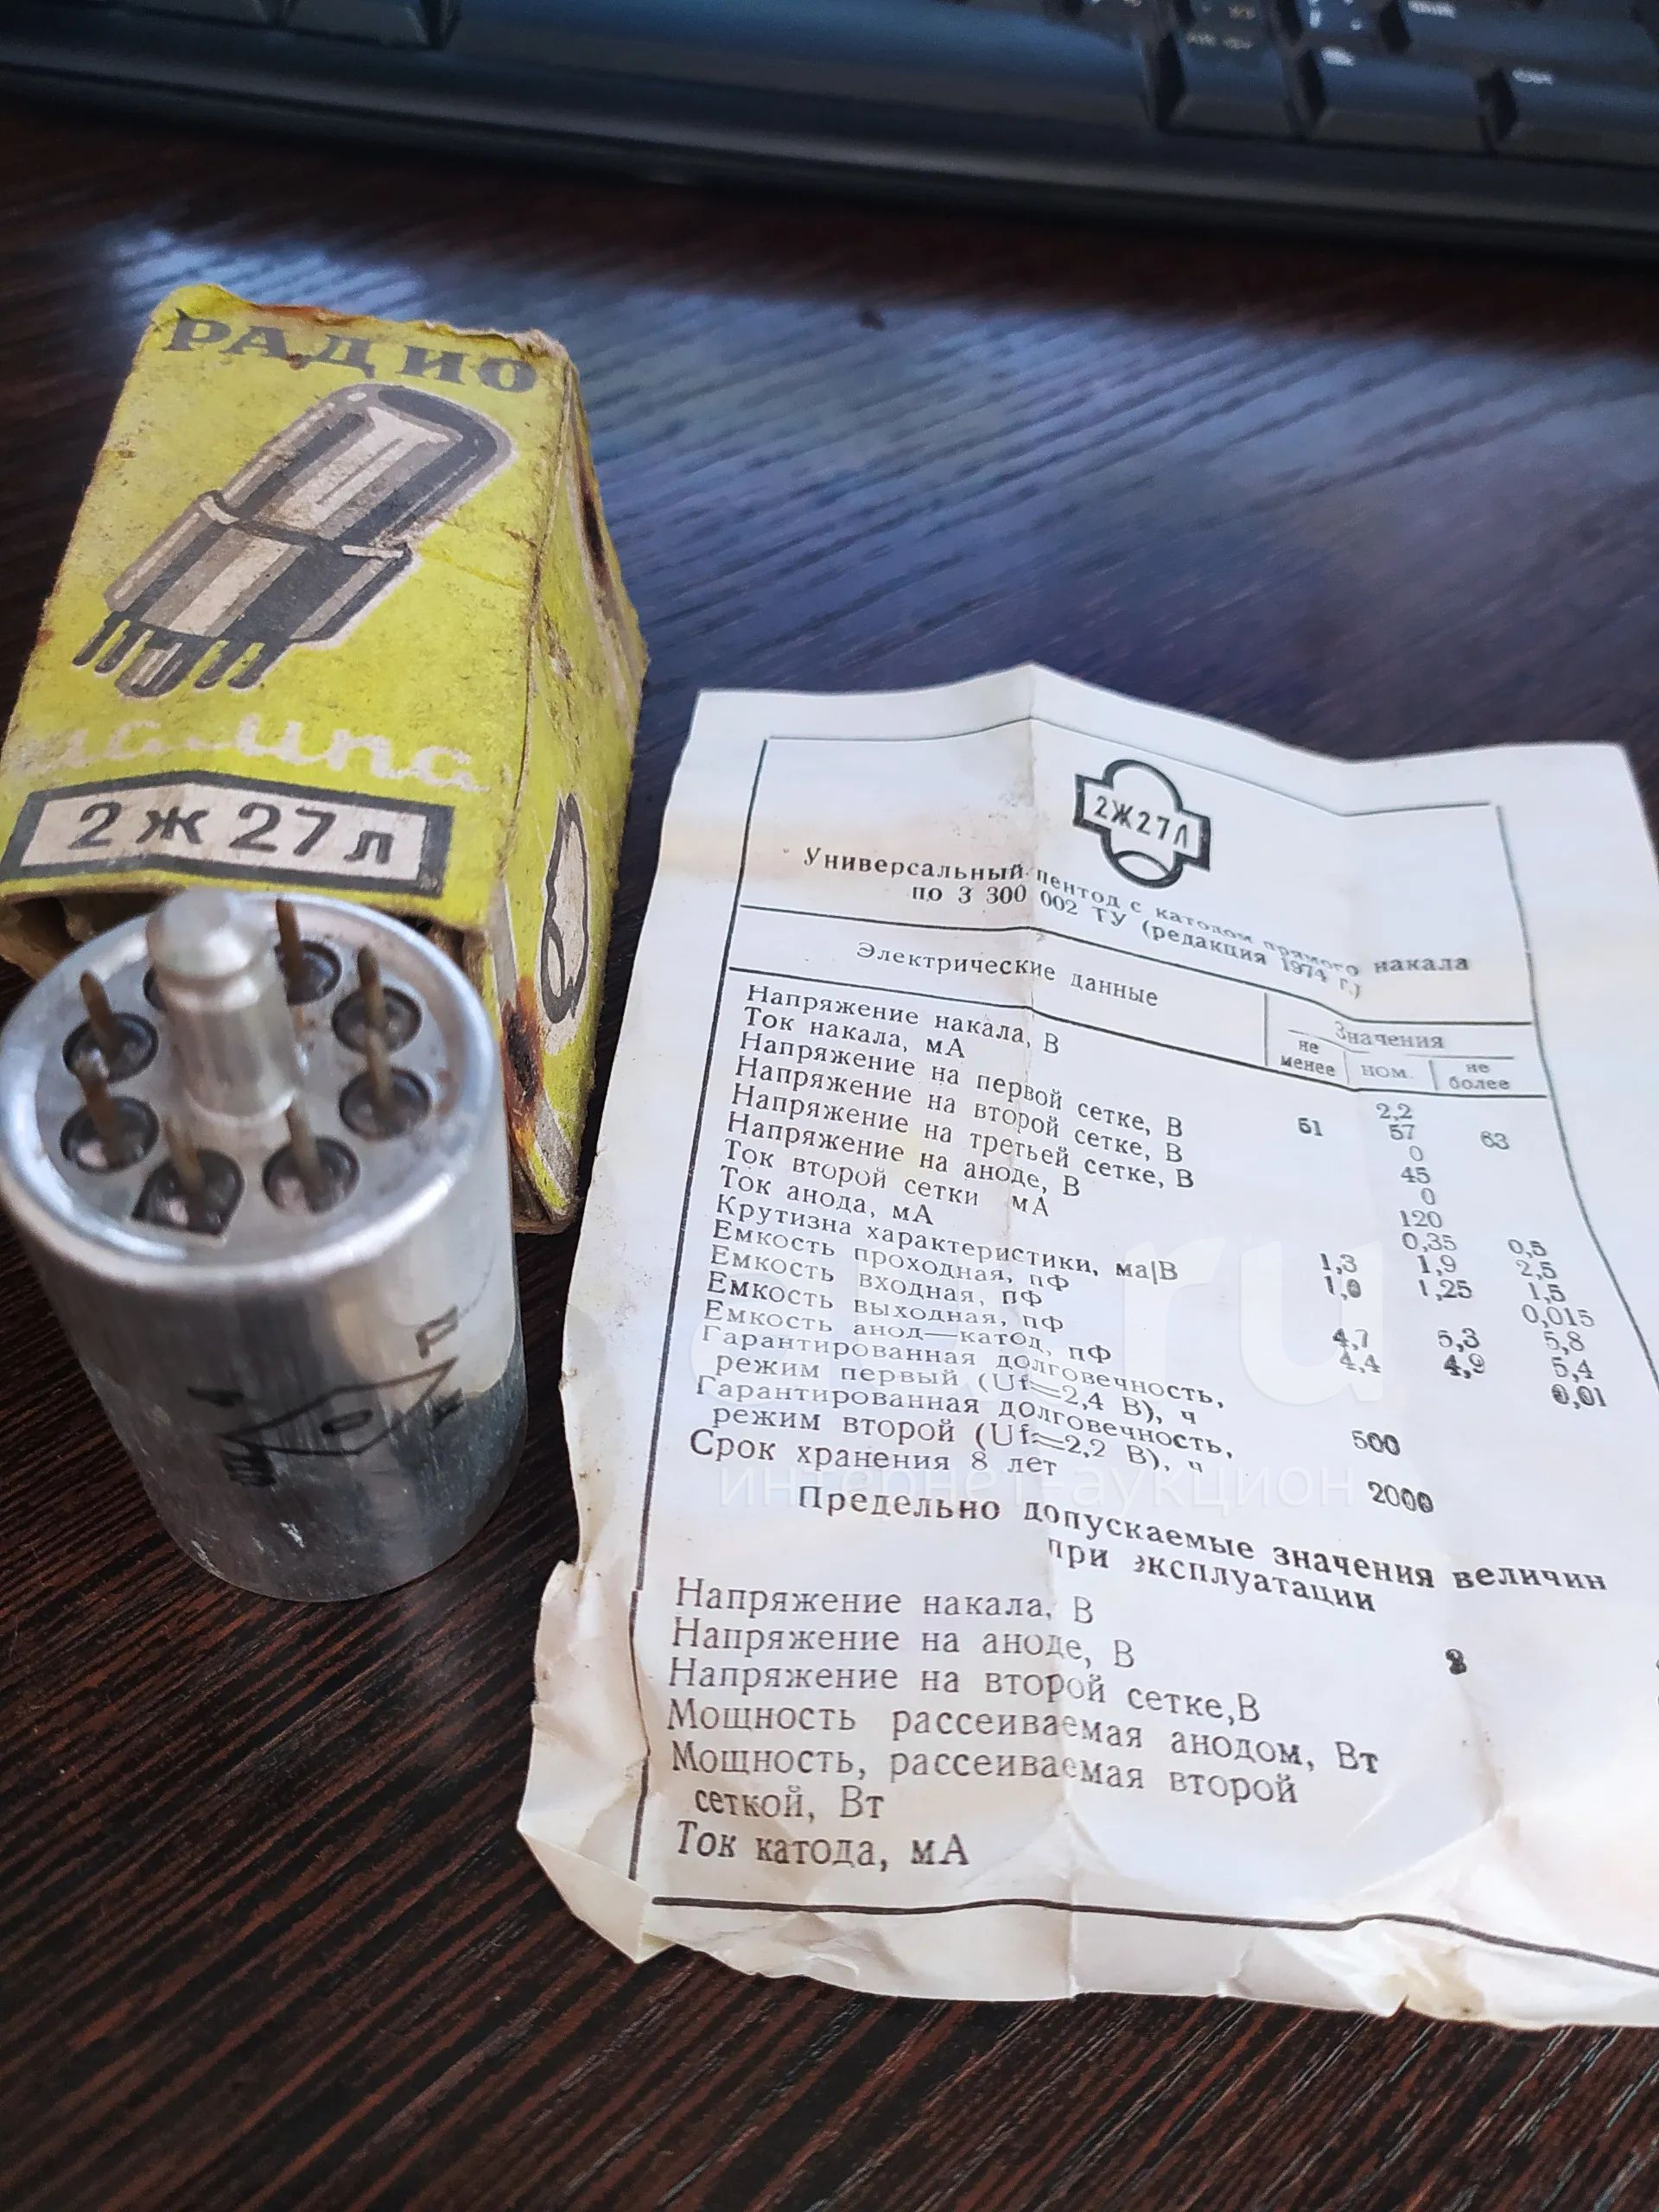 РАДИО
лампа
2Ж27Л
2Ж27Л
Универсальный пентод с катодом прямого накала
по 3 300 002 ТУ (редакция 1974 г.)
Электрические данные
Значения
не менее
ном.
не более
Напряжение накала, В 2,2
Ток накала, мА 51 57 63
Напряжение на первой сетке, В 0
Напряжение на второй сетке, В 45
Напряжение на третьей сетке, В 0
Напряжение на аноде, В 120
Ток второй сетки мА 0,35 0,5
Ток анода, мА 1,3 1,9 2,5
Крутизна характеристики, ма/В 1,0 1,25 1,5
Емкость проходная, пф 0,015
Емкость входная, пф 4,7 5,3 5,8
Емкость выходная, пф 4,4 4,9 5,4
Емкость анод—катод, пф 0,01
Гарантированная долговечность,
режим первый (Uf=2,4 В), ч 500
Гарантированная долговечность,
режим второй (Uf=2,2 В), ч 2000
Срок хранения 8 лет
Предельно допускаемые значения величин
при эксплуатации
Напряжение накала, В 2
Напряжение на аноде, В
Напряжение на второй сетке, В
Мощность рассеиваемая анодом, Вт
Мощность, рассеиваемая второй
сеткой, Вт
Ток катода, мА
ru
интернет-аукцион